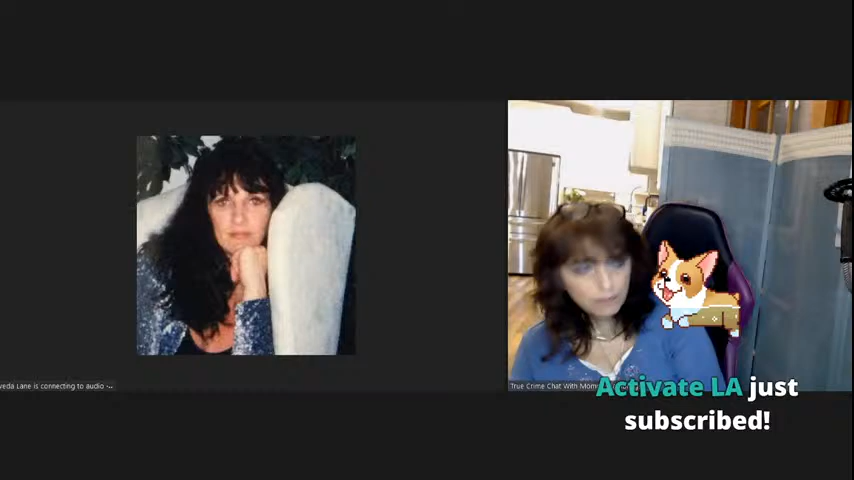 veda Lane is connecting to audio ·..
True Crime Chat With Mom
Activate LA just
subscribed!